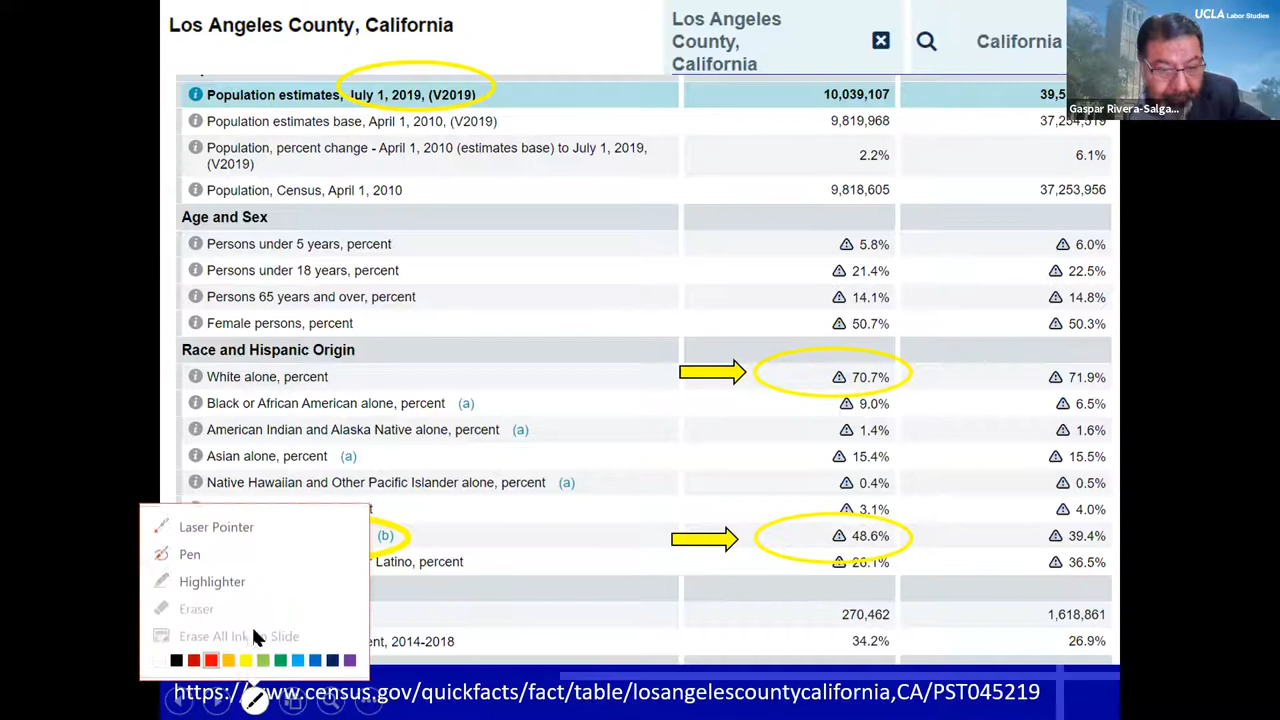 Los Angeles County, California
Los Angeles
County,
California
California
UCLA Labor Studies
Gaspar Rivera-Salga...
Population estimates, July 1, 2019, (V2019) 10,039,107 39,5
Population estimates base, April 1, 2010, (V2019) 9,819,968 37,254,519
Population, percent change - April 1, 2010 (estimates base) to July 1, 2019,
(V2019) 2.2% 6.1%
Population, Census, April 1, 2010 9,818,605 37,253,956
Age and Sex
Persons under 5 years, percent 5.8% 6.0%
Persons under 18 years, percent 21.4% 22.5%
Persons 65 years and over, percent 14.1% 14.8%
Female persons, percent 50.7% 50.3%
Race and Hispanic Origin
White alone, percent 70.7% 71.9%
Black or African American alone, percent (a) 9.0% 6.5%
American Indian and Alaska Native alone, percent (a) 1.4% 1.6%
Asian alone, percent (a) 15.4% 15.5%
Native Hawaiian and Other Pacific Islander alone, percent (a) 0.4% 0.5%
3.1% 4.0%
(b) 48.6% 39.4%
Latino, percent 26.1% 36.5%
270,462 1,618,861
nt, 2014-2018 34.2% 26.9%
Laser Pointer
Pen
Highlighter
Eraser
Erase All Ink on Slide
https://www.census.gov/quickfacts/fact/table/losangelescountycalifornia,CA/PST045219